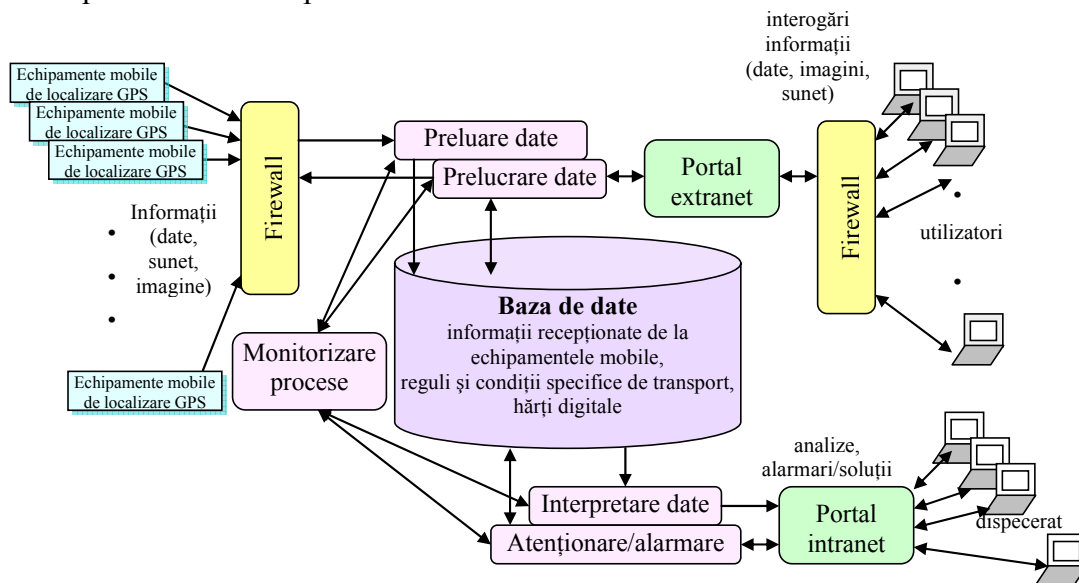 interogări
informații
(date, imagini,
sunet)
Echipamente mobile
de localizare GPS
Echipamente mobile
de localizare GPS
Echipamente mobile
de localizare GPS
Firewall
Preluare date
Prelucrare date
Portal
extranet
Firewall
Informații
(date,
sunet,
imagine)
utilizatori
Baza de date
informații recepționate de la
echipamentele mobile,
reguli și condiții specifice de transport,
hărți digitale
Monitorizare
procese
Echipamente mobile
de localizare GPS
analize,
alarmari/soluții
Interpretare date
Atenționare/alarmare
Portal
intranet
dispecerat